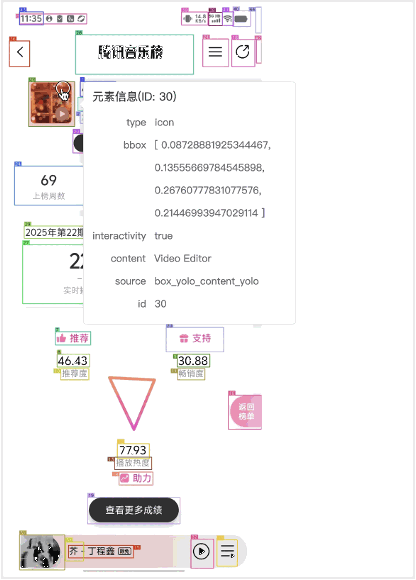 11:35
14.8 KB/s
腾讯音乐榜
元素信息(ID: 30)
type Icon
bbox [ 0.08728881925344467,
0.13555669784545898,
0.26760777831077576,
0.21446993947029114 ]
interactivity true
content Video Editor
source box_yolo_content_yolo
id 30
69
上榜周数
2025年第22期
22
实时
推荐
支持
46.43
推荐度
30.88
畅销度
返回
榜单
77.93
播放热度
助力
查看更多成绩
芥 - 丁程鑫